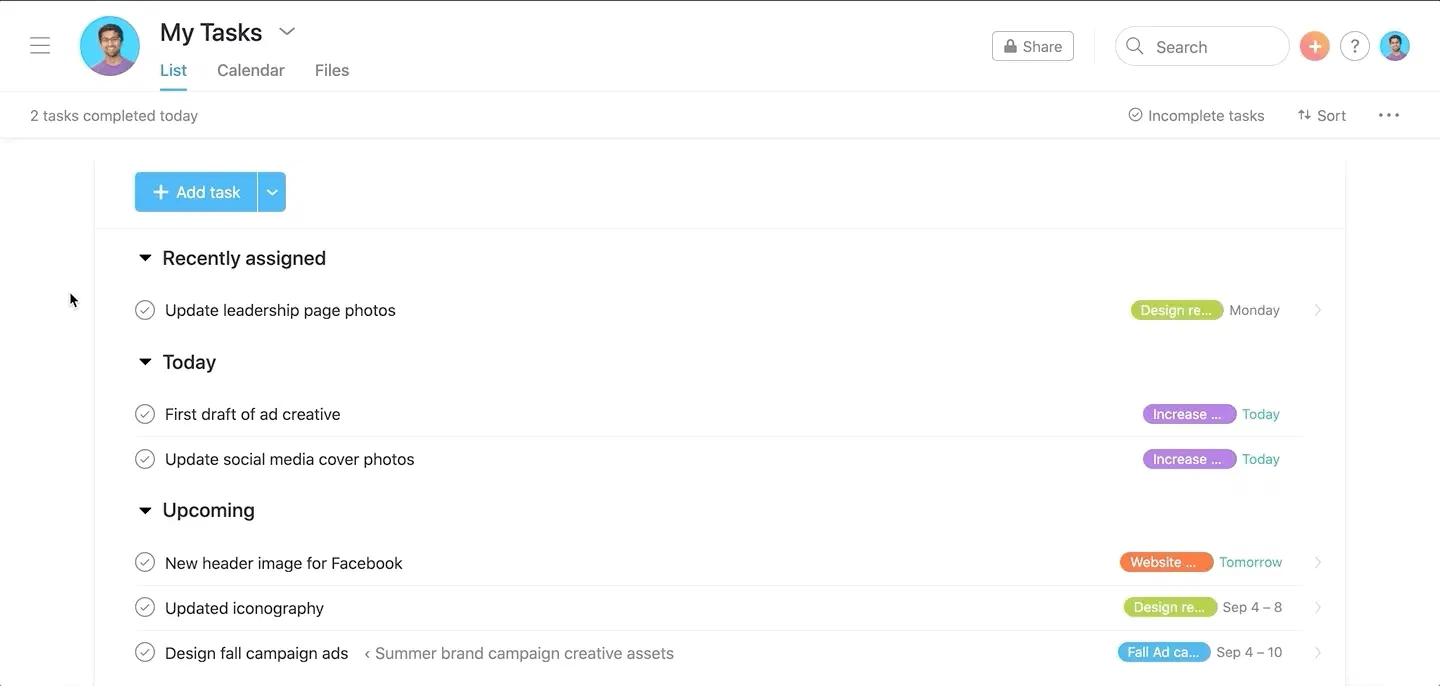 My Tasks
Share
Search
?
List Calendar Files
2 tasks completed today
Incomplete tasks
Sort
Add task
Recently assigned
Update leadership page photos
Design re...
Monday
Today
First draft of ad creative
Increase ...
Today
Update social media cover photos
Increase ...
Today
Upcoming
New header image for Facebook
Website ...
Tomorrow
Updated iconography
Design re...
Sep 4 – 8
Design fall campaign ads ‹ Summer brand campaign creative assets
Fall Ad ca...
Sep 4 – 10